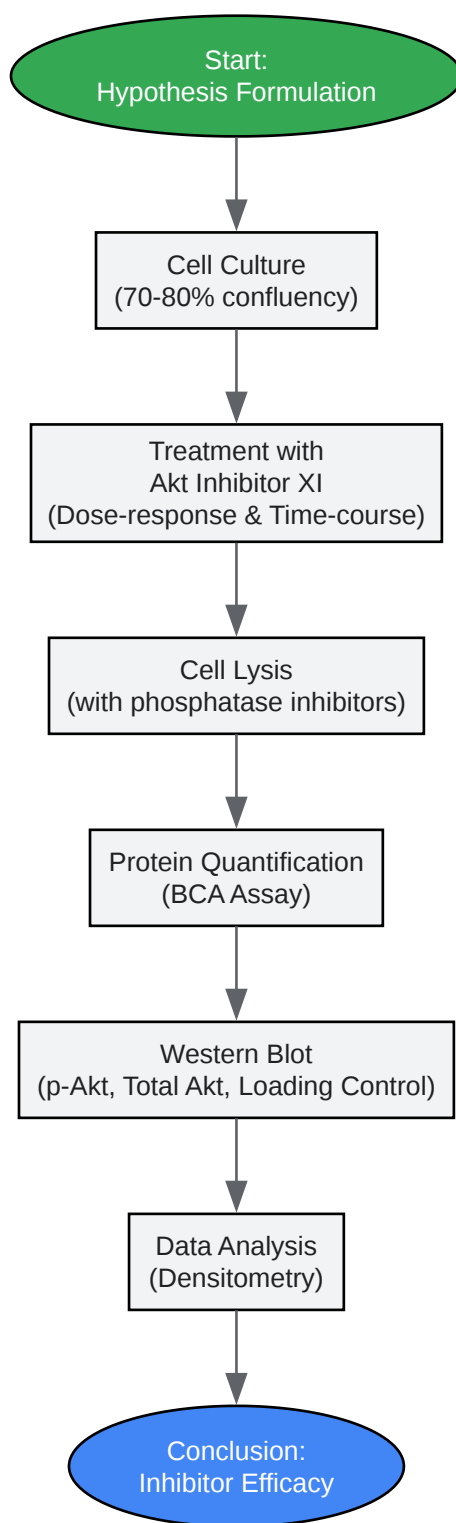 Start:
Hypothesis Formulation
Cell Culture
(70-80% confluency)
Treatment with
Akt Inhibitor XI
(Dose-response & Time-course)
Cell Lysis
(with phosphatase inhibitors)
Protein Quantification
(BCA Assay)
Western Blot
(p-Akt, Total Akt, Loading Control)
Data Analysis
(Densitometry)
Conclusion:
Inhibitor Efficacy